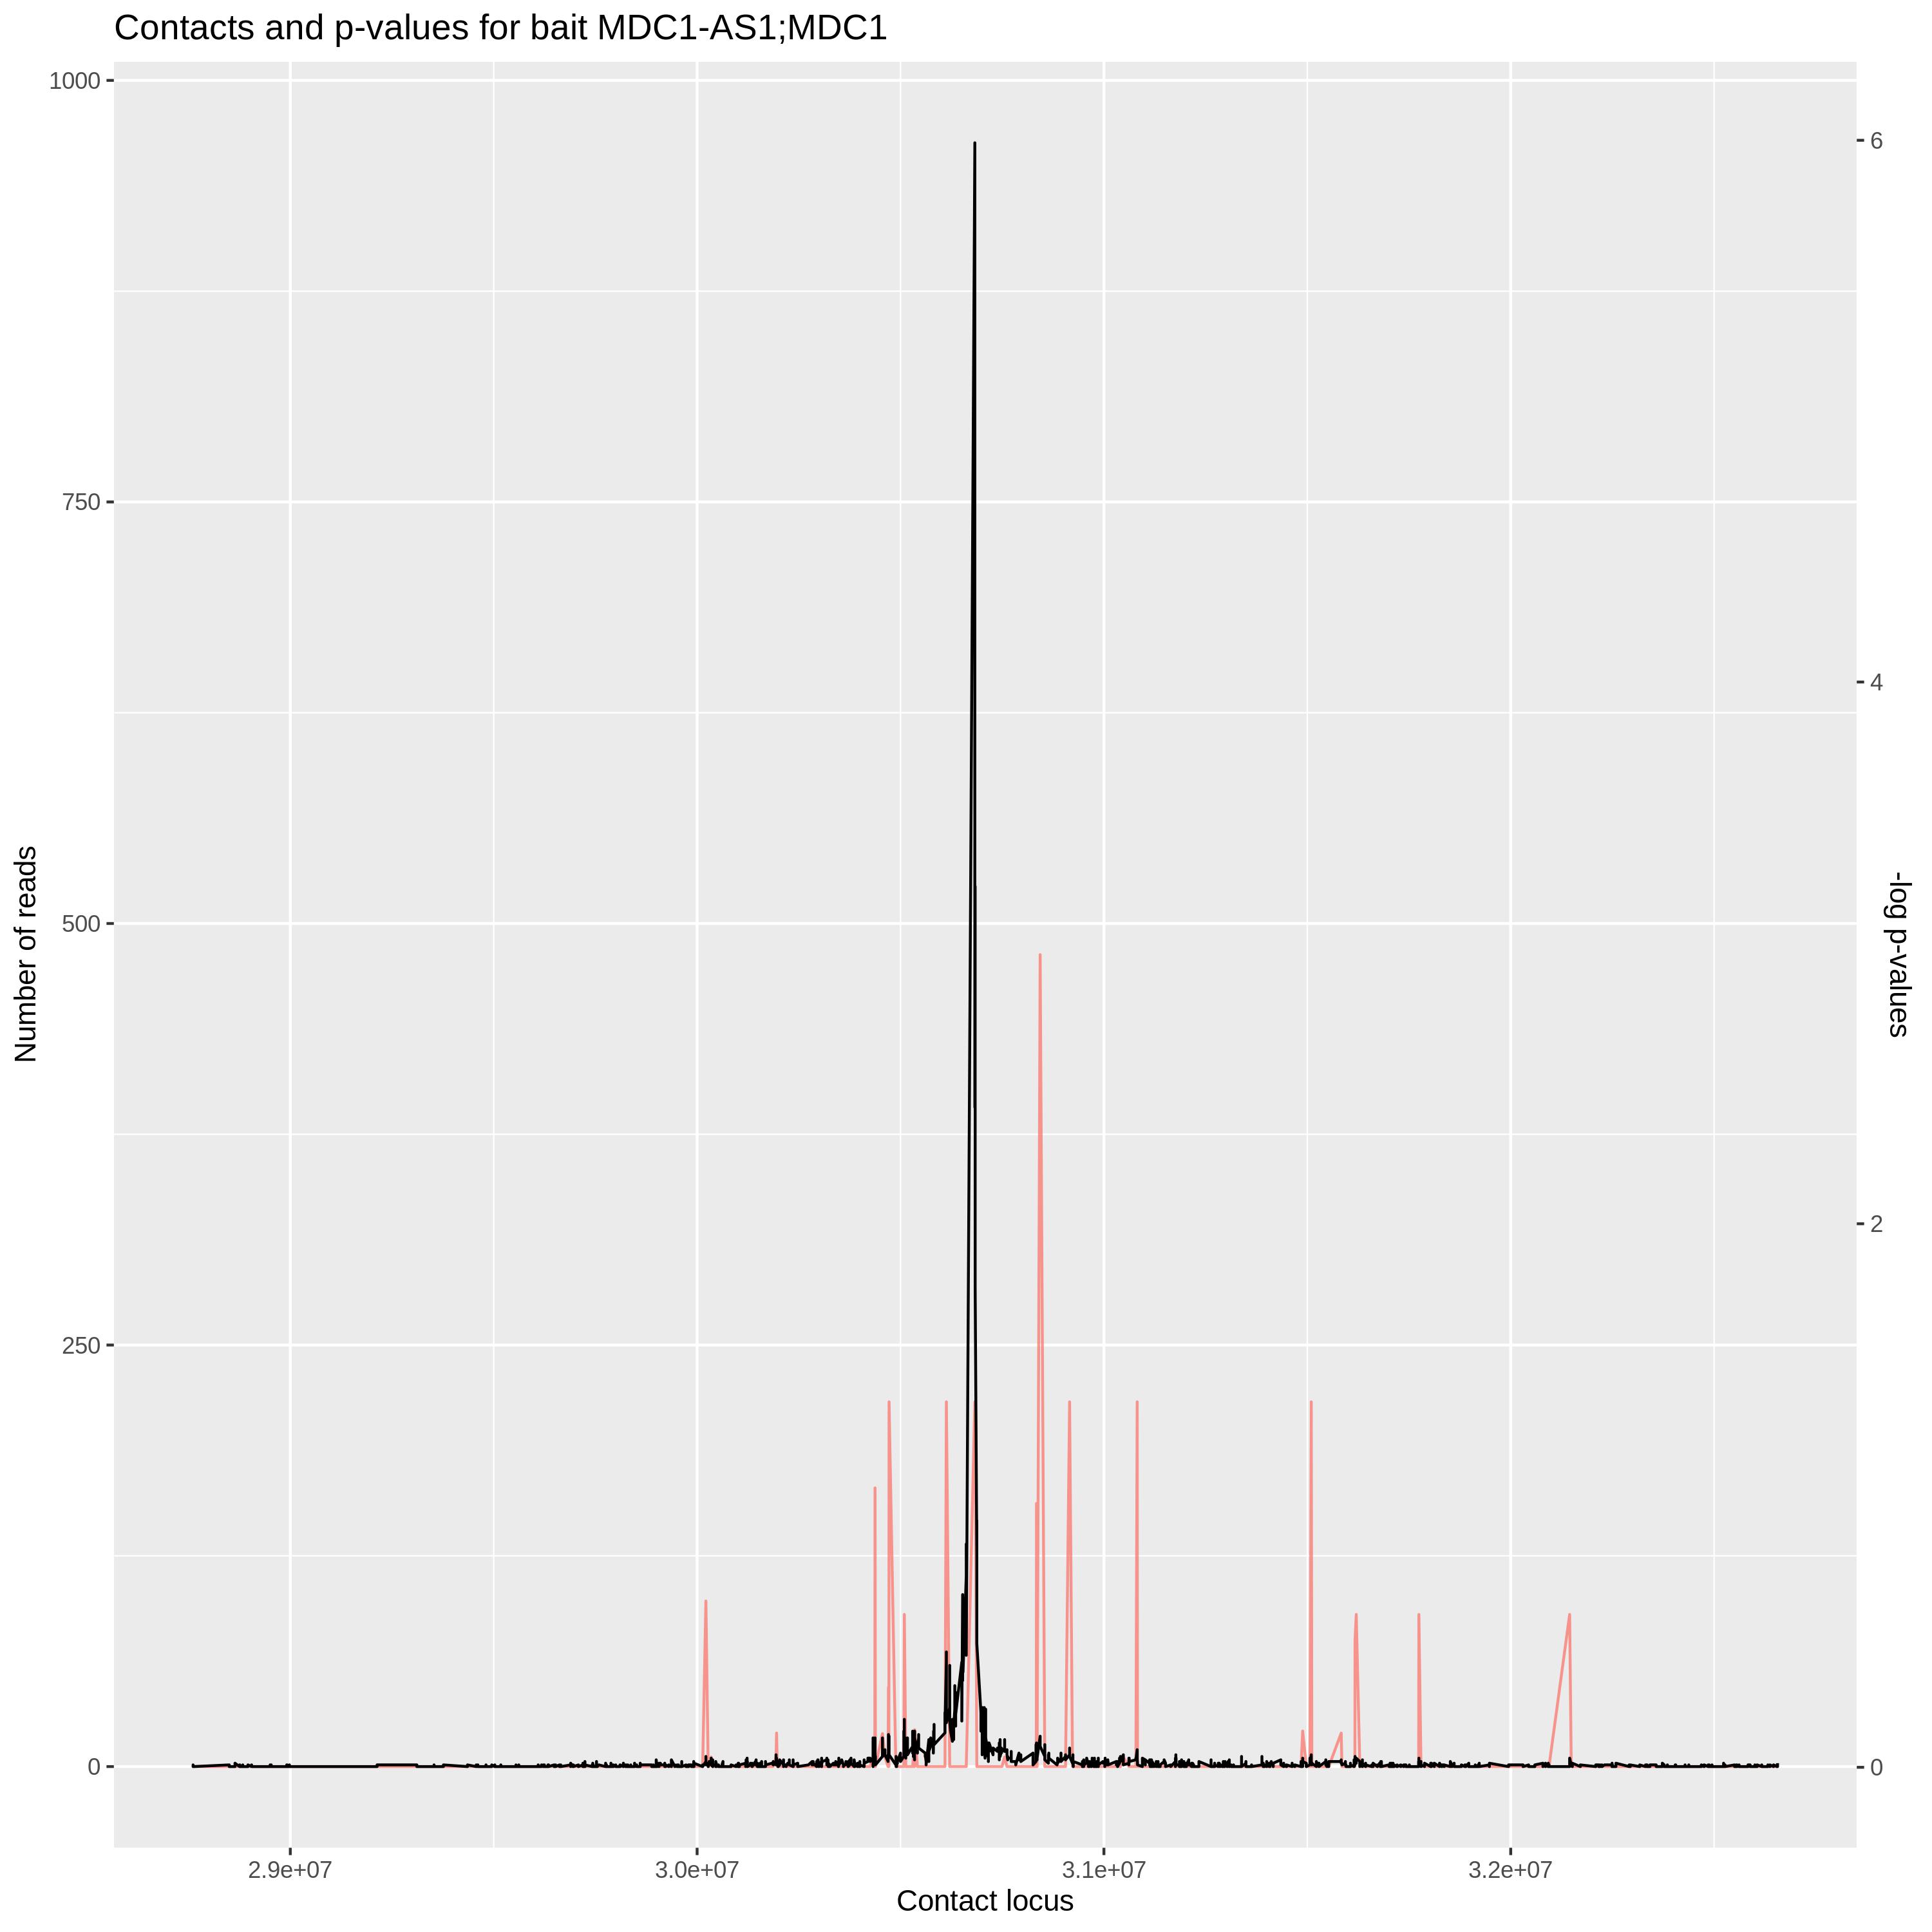 Contacts and p-values for bait MDC1-AS1;MDC1
1000
750
500
250
0
Number of reads
6
4
2
0
-log p-values
2.9e+07
3.0e+07
3.1e+07
3.2e+07
Contact locus